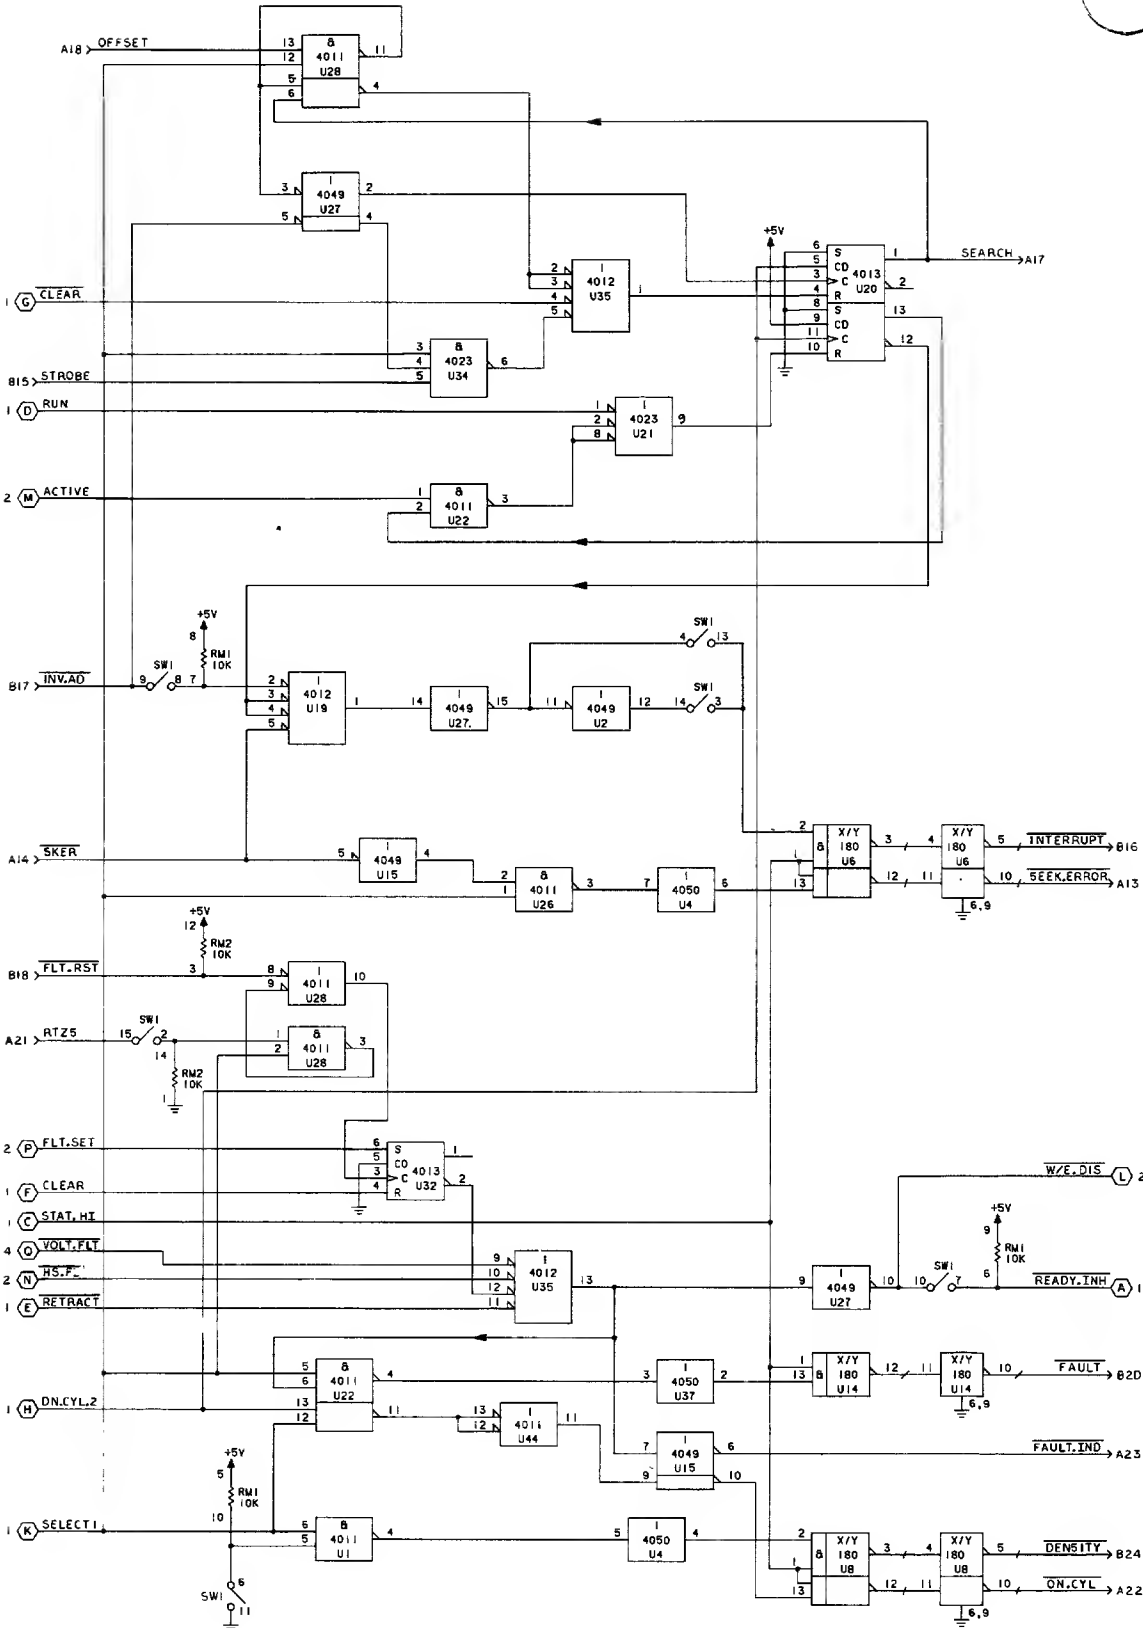 A18 OFFSET
13 & 11
12 4011
U28
5 4
6
3 1 2
4049
U27
5 4
+5V
6 S 1 SEARCH A17
5 CD 4013
3 C U20 2
4 R
8 S 13
9 CD
11 C 12
10 R
2 1
3 4012 1
4 U35
5
1 G CLEAR
3 &
4 4023 6
5 U34
B15 STROBE
1 D RUN
1 1
2 4023 9
8 U21
2 M ACTIVE
1 & 3
2 4011
U22
+5V
8
RM1
10K
B17 INV.AD
9 SW1 8 7
2 1
3 4012 1
4 U19
5
14 1 15
4049
U27.
11 1 12
4049
U2
4 SW1 13
14 SW1 3
A14 SKER
5 1 4
4049
U15
2 & 3
1 4011
U26
7 1 6
4050
U4
2 X/Y 3
& 180
1 U6
13 12
4 X/Y 5 INTERRUPT B16
180
U6
11 10 SEEK.ERROR A13
6,9
+5V
12
RM2
10K
B18 FLT.RST
3
8 1 10
9 4011
U28
A21 RTZ5
15 SW1 2
14
RM2
10K
1
1 & 3
2 4011
U28
2 P FLT.SET
6 S 1
5 CD
3 C 4013 2
4 R U32
1 F CLEAR
1 C STAT.HI
4 Q VOLT.FLT
2 N HS.F
1 E RETRACT
9 1
10 4012 13
12 U35
11
9 1 10
4049
U27
W/E.DIS L 2
+5V
9
RM1
10K
6
10 SW1 7
READY.INH A 1
5 & 4
6 4011
U22
13 11
12
3 1 2
4050
U37
1 X/Y 12
13 & 180
U14
11 X/Y 10 FAULT B20
180
U14
6,9
1 H ON.CYL.2
13 1 11
12 4011
U44
7 1 6 FAULT.IND A23
4049
U15
9 10
+5V
5
RM1
10K
10
1 K SELECT1
6 & 4
5 4011
U1
5 1 4
4050
U4
SW1 6
11
2 X/Y 3
& 180
1 U8
13 12
4 X/Y 5 DENSITY B24
180
U8
11 10 ON.CYL A22
6,9